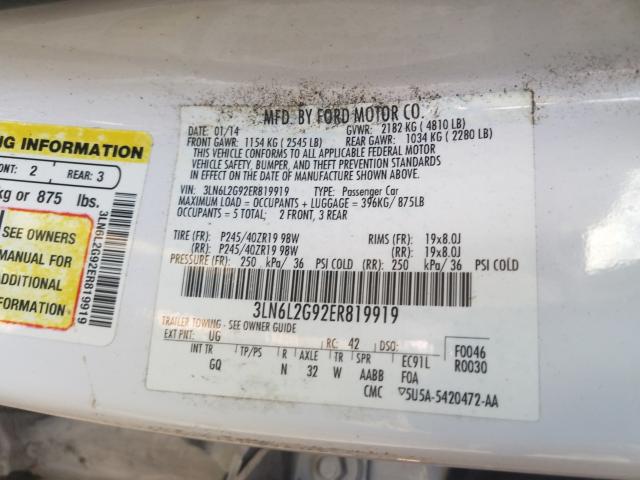 NG INFORMATION
NT: 2 REAR: 3
kg or 875 lbs.
SEE OWNERS
MANUAL FOR
ADDITIONAL
FORMATION
3LN6L2G92ER819919
MFD. BY FORD MOTOR CO.
DATE: 01/14 GVWR: 2182 KG ( 4810 LB)
FRONT GAWR: 1154 KG ( 2545 LB) REAR GAWR: 1034 KG ( 2280 LB)
THIS VEHICLE CONFORMS TO ALL APPLICABLE FEDERAL MOTOR
VEHICLE SAFETY, BUMPER, AND THEFT PREVENTION
STANDARDS IN EFFECT ON THE DATE OF MANUFACTURE SHOWN ABOVE.
VIN: 3LN6L2G92ER819919 TYPE: Passenger Car
MAXIMUM LOAD = OCCUPANTS + LUGGAGE = 396KG/ 875LB
OCCUPANTS = 5 TOTAL; 2 FRONT, 3 REAR
TIRE (FR): P245/40ZR19 98W RIMS (FR): 19x8.0J
(RR): P245/40ZR19 98W (RR): 19x8.0J
PRESSURE (FR): 250 kPa/ 36 PSI COLD (RR) 250 kPa/ 36 PSI COLD
3LN6L2G92ER819919
TRAILER TOWING - SEE OWNER GUIDE
EXT PNT: UG RC: 42 DSO: F0046
INT TR TP/PS R AXLE TR SPR EC91L R0030
GQ N 32 W AABB FOA
CMC 5U5A-5420472-AA